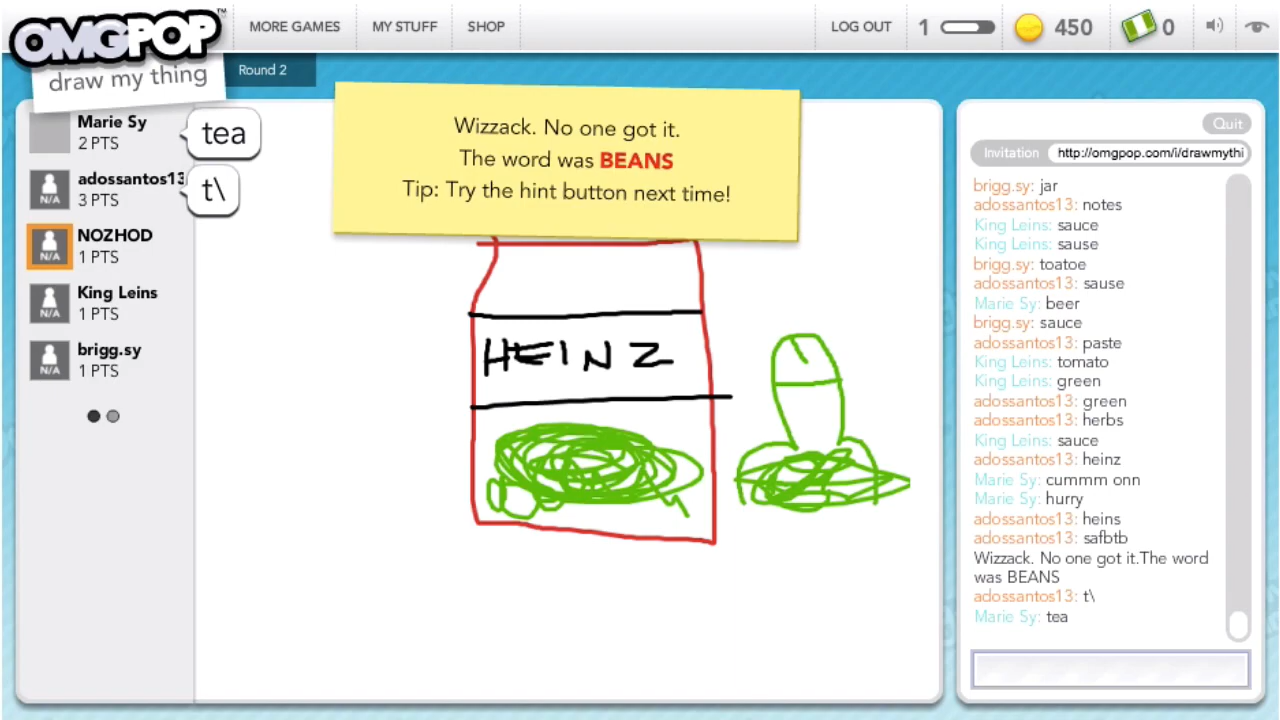 OMGPOP™
draw my thing
MORE GAMES
MY STUFF
SHOP
LOG OUT
1
450
0
Round 2
Marie Sy
2 PTS
tea
adossantos13
3 PTS
t\
N/A
NOZHOD
1 PTS
N/A
King Leins
1 PTS
N/A
brigg.sy
1 PTS
N/A
Wizzack. No one got it.
The word was BEANS
Tip: Try the hint button next time!
HEINZ
Quit
Invitation http://omgpop.com/i/drawmythi
brigg.sy: jar
adossantos13: notes
King Leins: sauce
King Leins: sause
brigg.sy: toatoe
adossantos13: sause
Marie Sy: beer
brigg.sy: sauce
adossantos13: paste
King Leins: tomato
King Leins: green
adossantos13: green
adossantos13: herbs
King Leins: sauce
adossantos13: heinz
Marie Sy: cummm onn
Marie Sy: hurry
adossantos13: heins
adossantos13: safbtb
Wizzack. No one got it.The word
was BEANS
adossantos13: t\
Marie Sy: tea